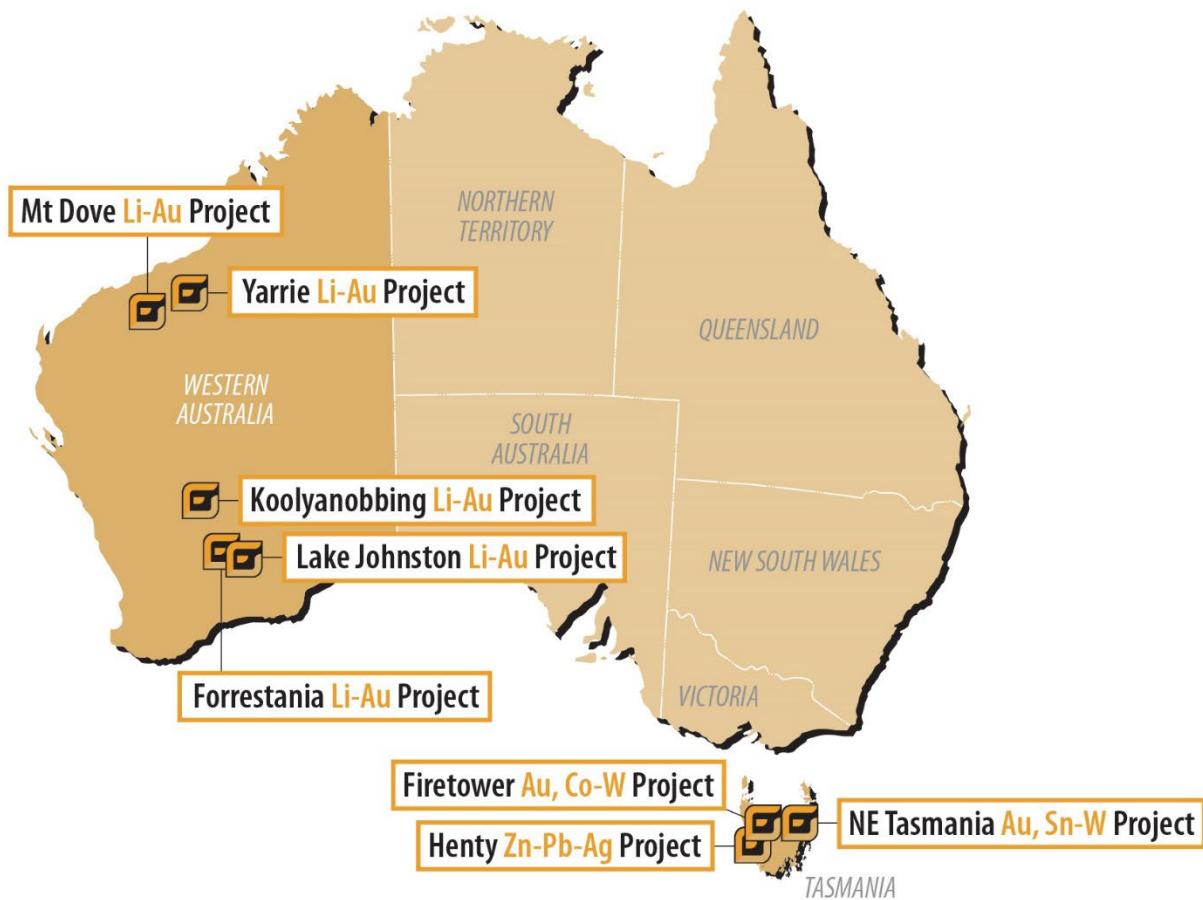 NORTHERN
TERRITORY
Mt Dove Li-Au Project
Yarrie Li-Au Project
QUEENSLAND
WESTERN
AUSTRALIA
SOUTH
AUSTRALIA
Koolyanobbing Li-Au Project
Lake Johnston Li-Au Project
NEW SOUTH WALES
Forrestania Li-Au Project
VICTORIA
Firetower Au, Co-W Project
NE Tasmania Au, Sn-W Project
Henty Zn-Pb-Ag Project
TASMANIA